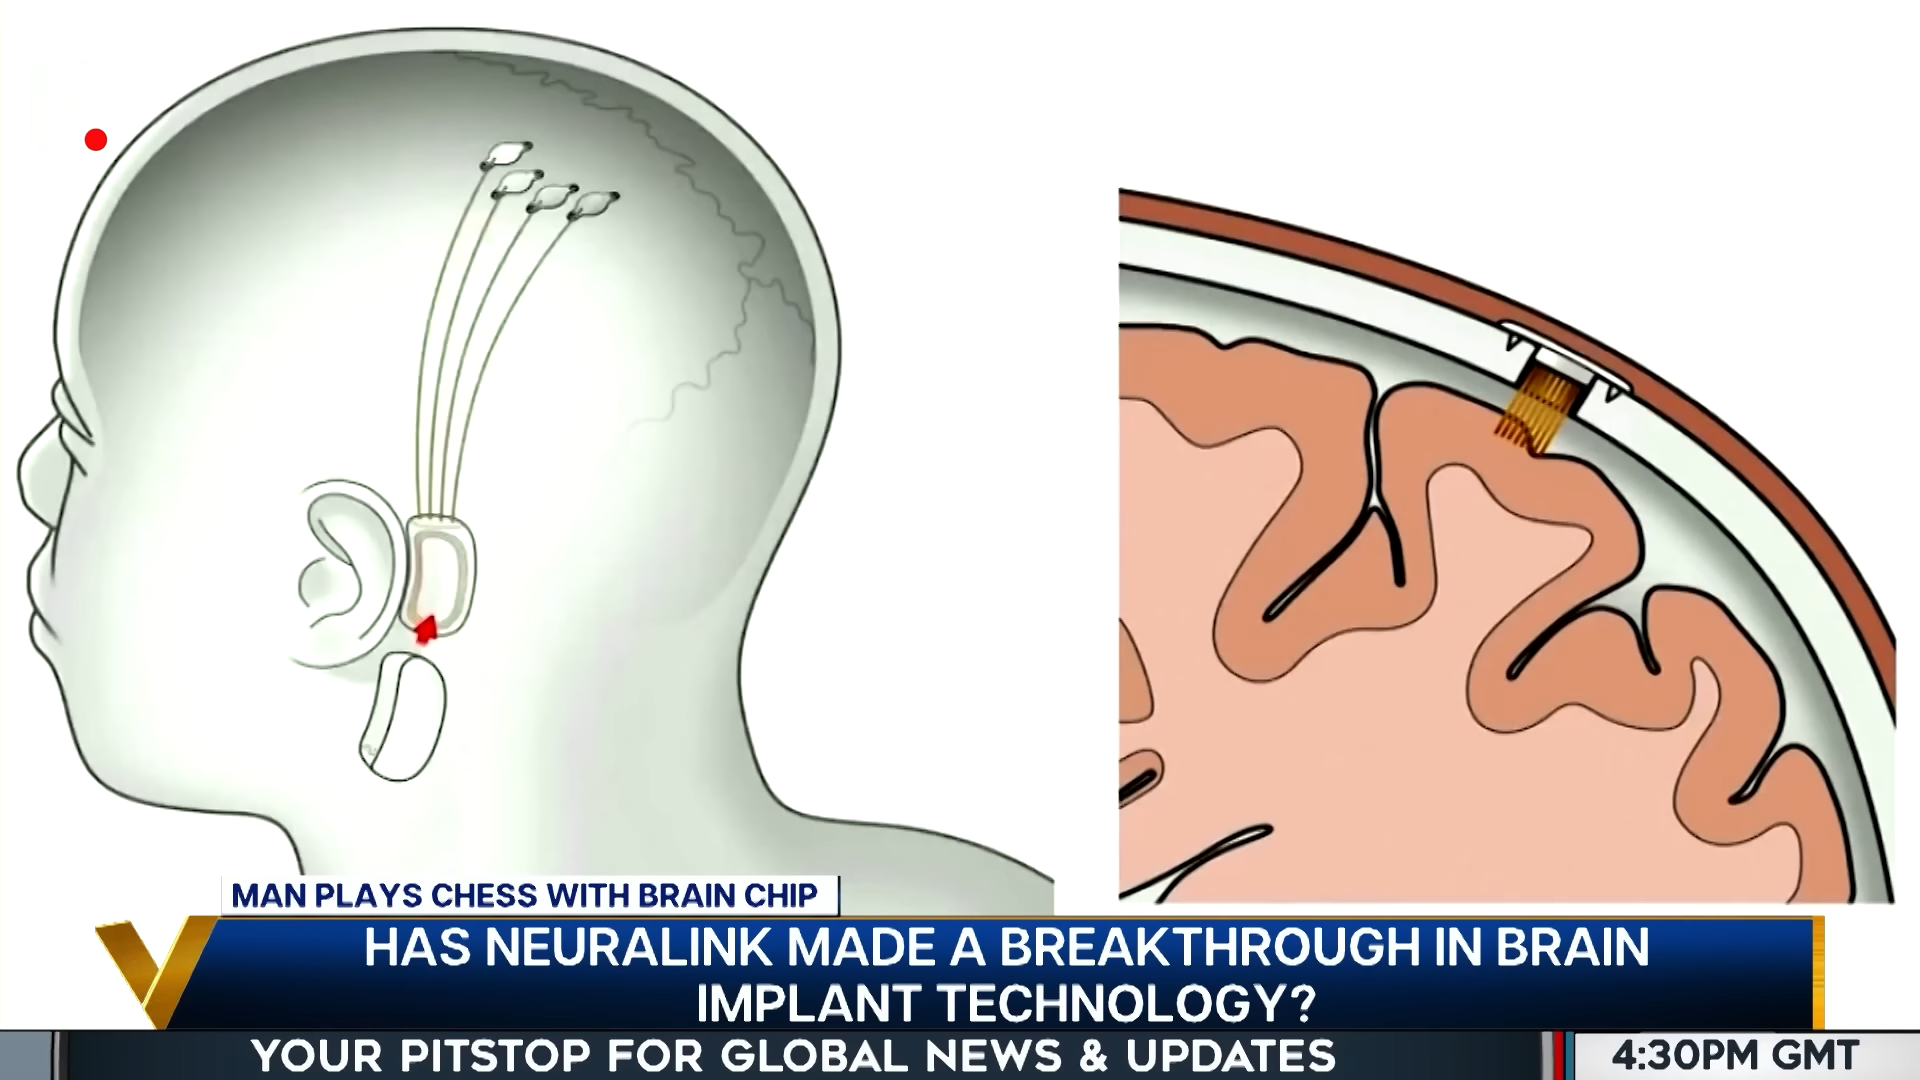 MAN PLAYS CHESS WITH BRAIN CHIP
HAS NEURALINK MADE A BREAKTHROUGH IN BRAIN
IMPLANT TECHNOLOGY?
YOUR PITSTOP FOR GLOBAL NEWS & UPDATES
4:30PM GMT